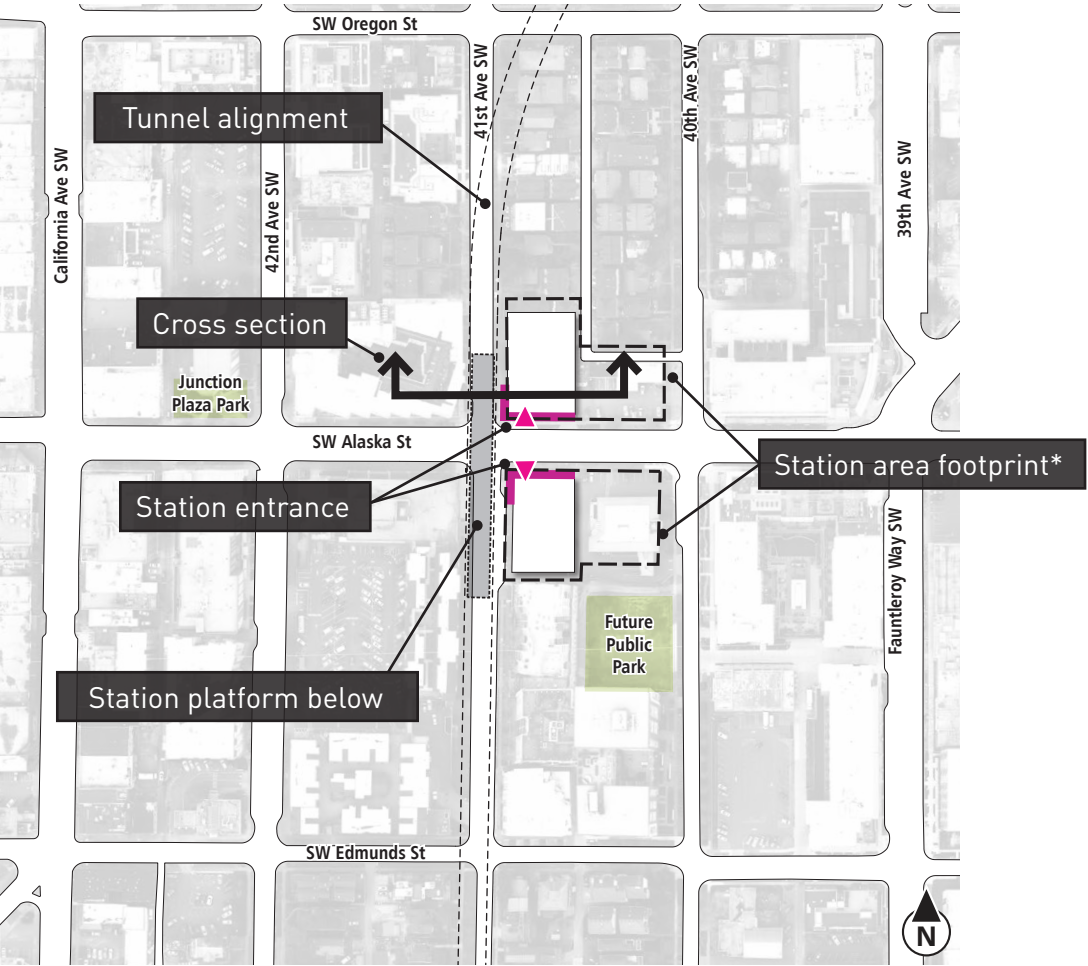 SW Oregon St
41st Ave SW
40th Ave SW
Tunnel alignment
California Ave SW
42nd Ave SW
39th Ave SW
Cross section
Junction
Plaza Park
SW Alaska St
Station area footprint*
Station entrance
Fauntleroy Way SW
Future
Public
Park
Station platform below
SW Edmunds St
N